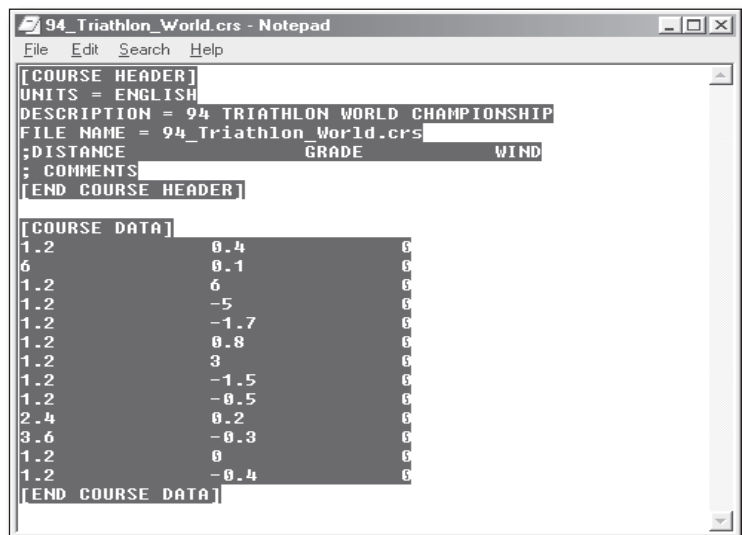 94_Triathlon_World.crs - Notepad
File Edit Search Help
[COURSE HEADER]
UNITS = ENGLISH
DESCRIPTION = 94 TRIATHLON WORLD CHAMPIONSHIP
FILE NAME = 94_Triathlon_World.crs
;DISTANCE GRADE WIND
; COMMENTS
[END COURSE HEADER]
[COURSE DATA]
1.2 0.4 0
6 0.1 0
1.2 6 0
1.2 -5 0
1.2 -1.7 0
1.2 0.8 0
1.2 3 0
1.2 -1.5 0
1.2 -0.5 0
2.4 0.2 0
3.6 -0.3 0
1.2 0 0
1.2 -0.4 0
[END COURSE DATA]